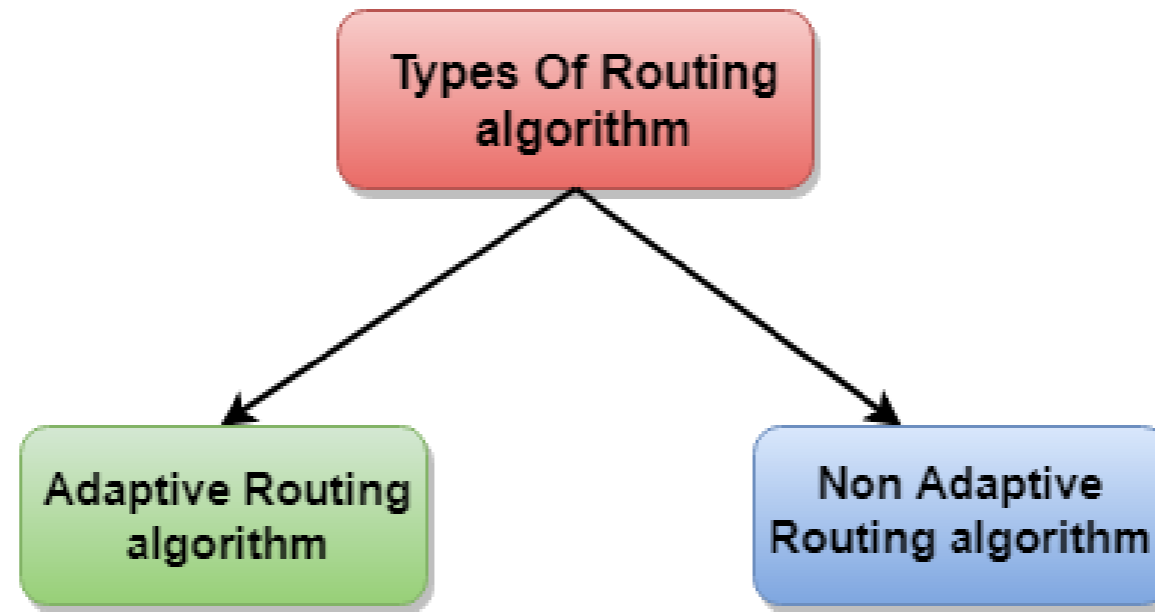 Types Of Routing
algorithm
Adaptive Routing
algorithm
Non Adaptive
Routing algorithm